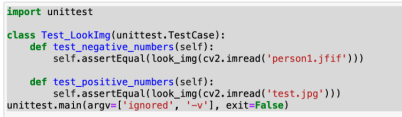 import unittest
class Test_LookImg(unittest.TestCase):
def test_negative_numbers(self):
self.assertEqual(look_img(cv2.imread('person1.jfif')))
def test_positive_numbers(self):
self.assertEqual(look_img(cv2.imread('test.jpg')))
unittest.main(argv=['ignored', '-v'], exit=False)